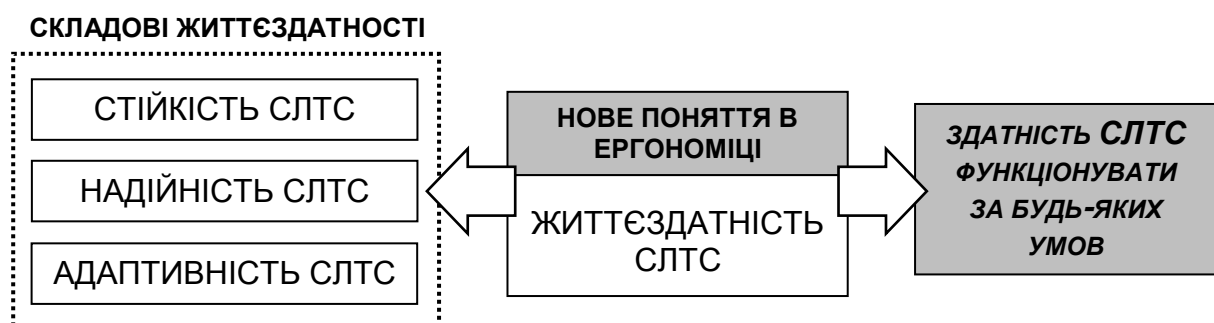 СКЛАДОВІ ЖИТТЄЗДАТНОСТІ
СТІЙКІСТЬ СЛТС
НАДІЙНІСТЬ СЛТС
АДАПТИВНІСТЬ СЛТС
НОВЕ ПОНЯТТЯ В
ЕРГОНОМІЦІ
ЖИТТЄЗДАТНІСТЬ
СЛТС
ЗДАТНІСТЬ СЛТС
ФУНКЦІОНУВАТИ
ЗА БУДЬ-ЯКИХ
УМОВ